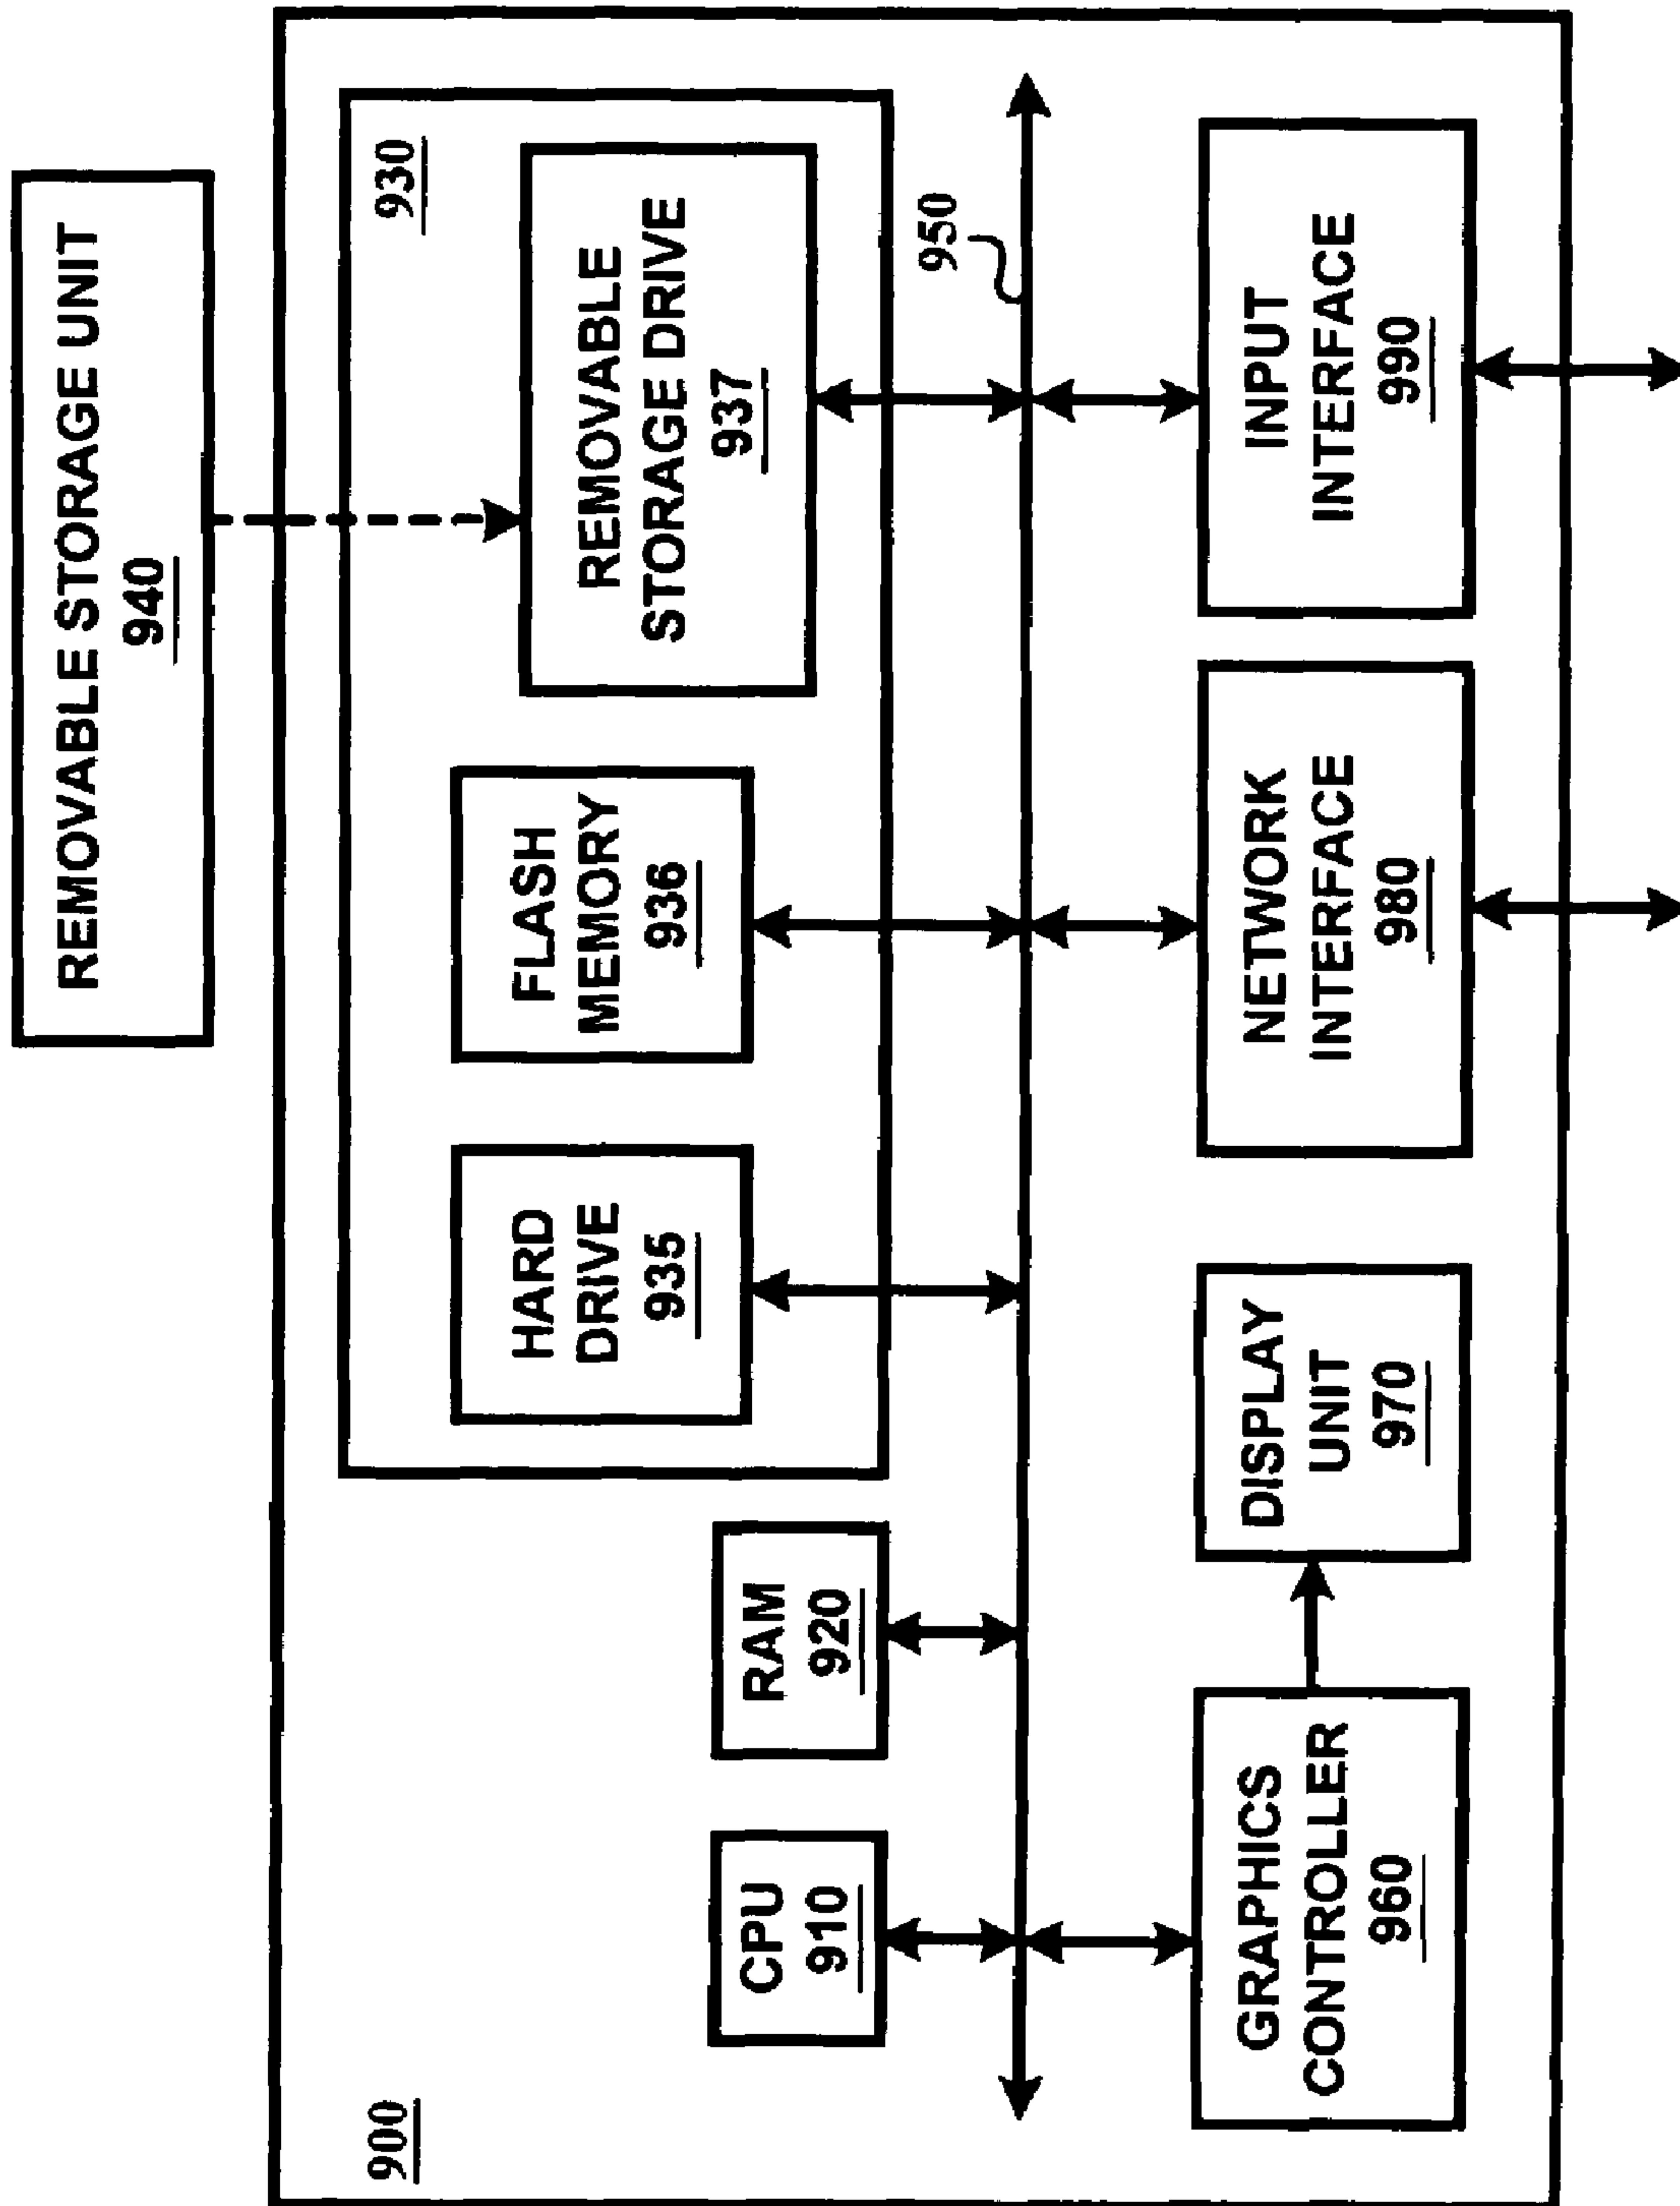 REMOVABLE STORAGE UNIT
940
900
930
CPU
910
RAM
920
HARD
DRIVE
935
FLASH
MEMORY
936
REMOVABLE
STORAGE DRIVE
937
950
GRAPHICS
CONTROLLER
960
DISPLAY
UNIT
970
NETWORK
INTERFACE
980
INPUT
INTERFACE
990